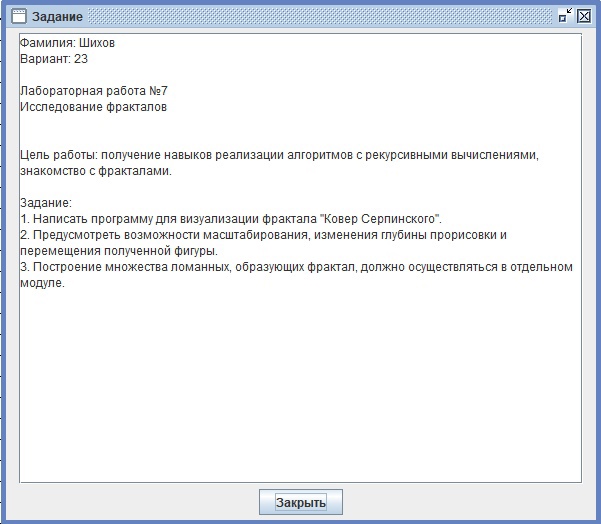 Задание
Фамилия: Шихов
Вариант: 23
Лабораторная работа №7
Исследование фракталов
Цель работы: получение навыков реализации алгоритмов с рекурсивными вычислениями,
знакомство с фракталами.
Задание:
1. Написать программу для визуализации фрактала "Ковер Серпинского".
2. Предусмотреть возможности масштабирования, изменения глубины прорисовки и
перемещения полученной фигуры.
3. Построение множества ломанных, образующих фрактал, должно осуществляться в отдельном
модуле.
Закрыть